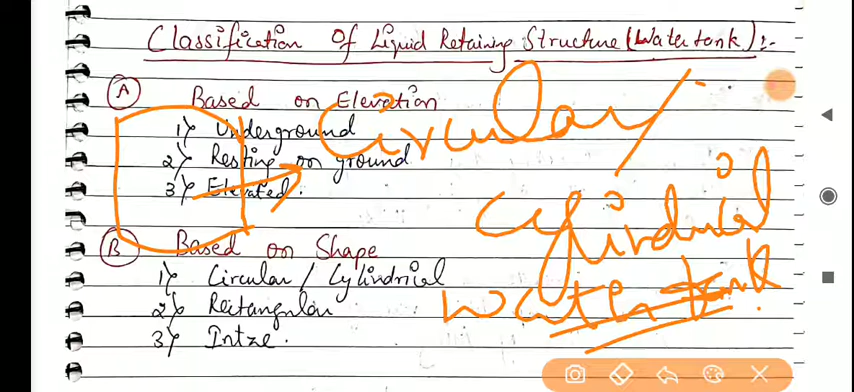 Classification Of Liquid Retaining Structure (Water tank) :-
A Based on Elevation
1) Underground
2) Resting on ground
3) Elevated.
Circular /
Cylindrical
water tank
B Based on Shape
1) Circular / Cylindrical
2) Rectangular
3) Intze.